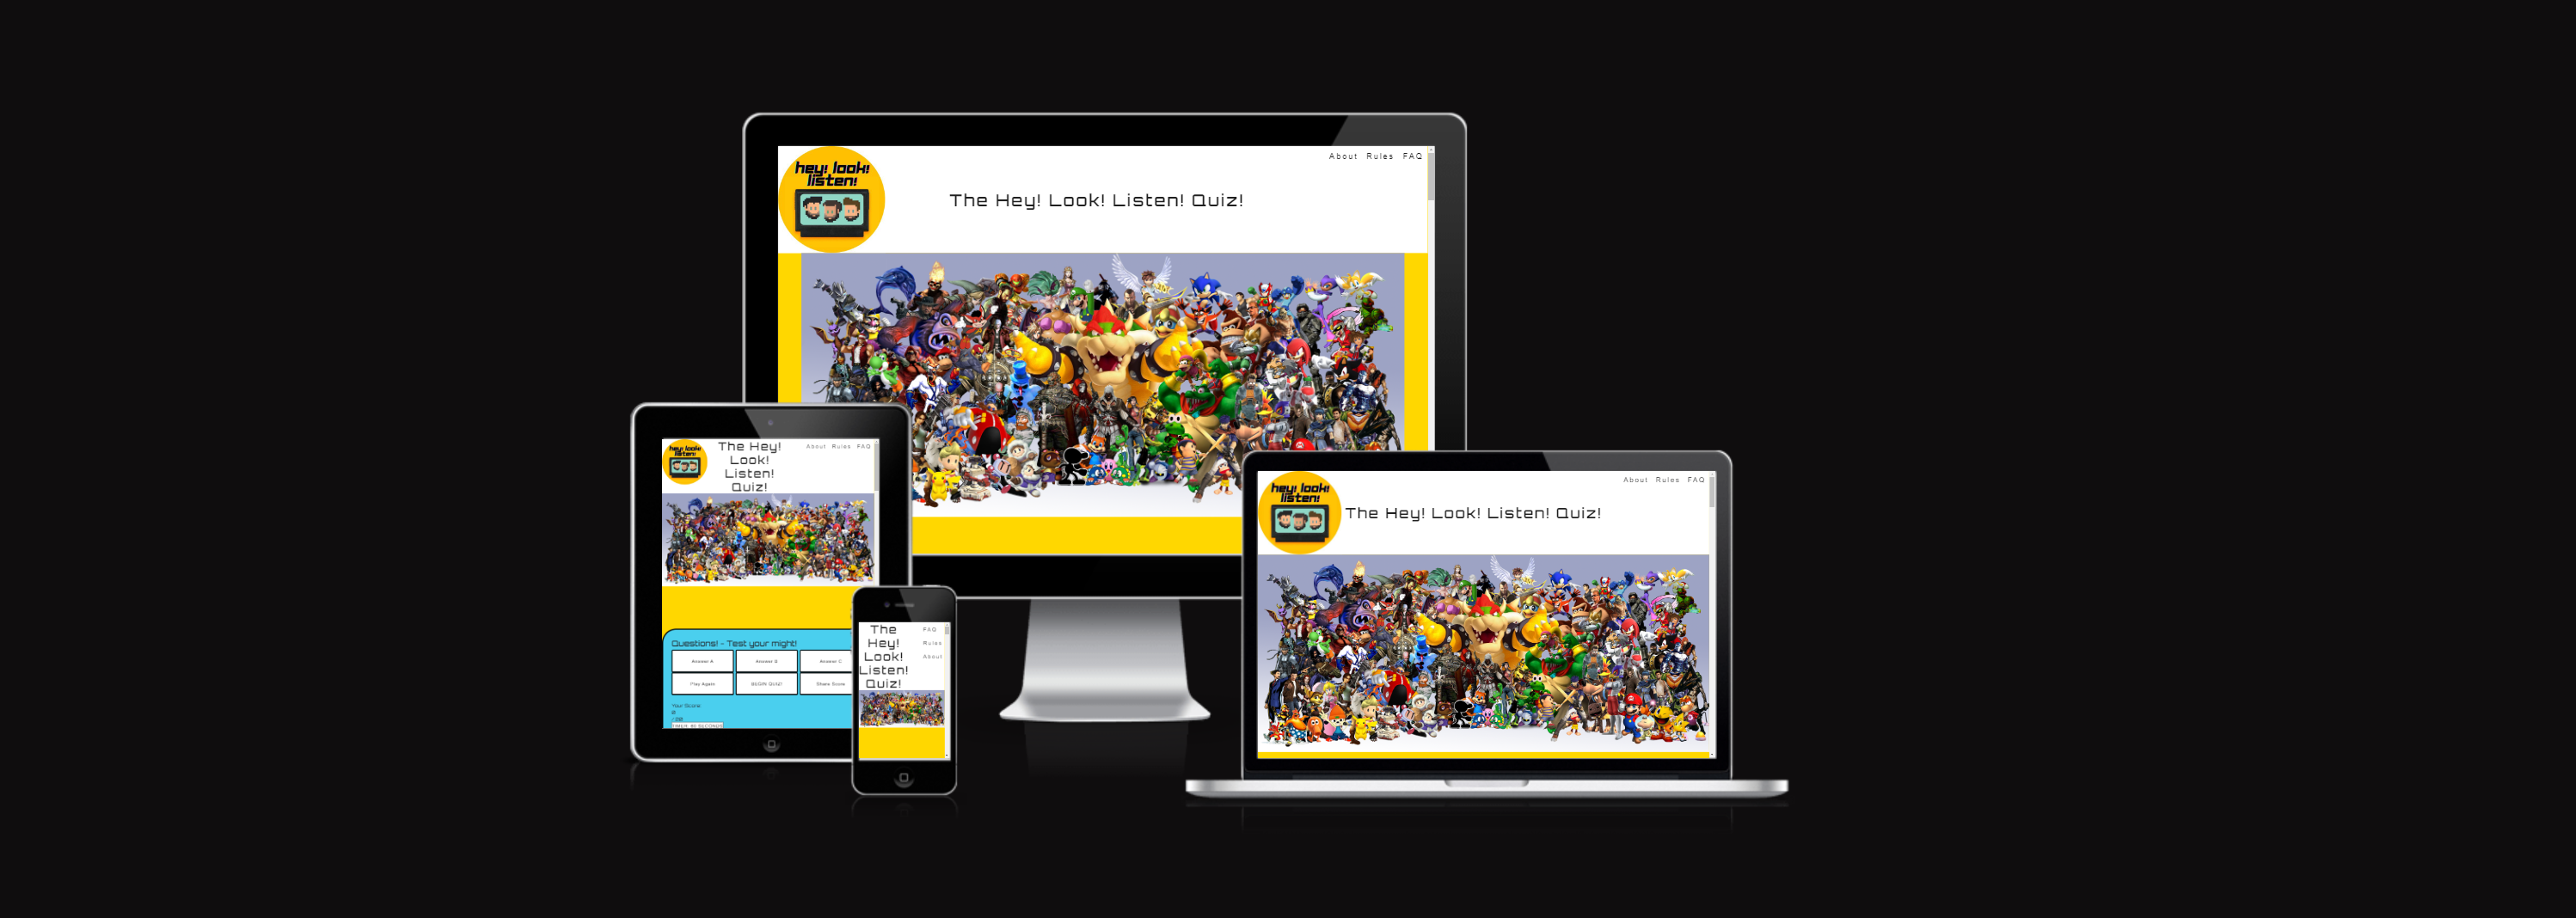 hey! look!
listen!
About Rules FAQ
The Hey! Look! Listen! Quiz!
hey! look!
listen!
The Hey!
Look!
Listen!
Quiz!
About Rules FAQ
Questions! - Test your might!
Answer A Answer B Answer C
Play Again BEGIN QUIZ! Share Score
Your Score:
0
The
Hey!
Look!
Listen!
Quiz!
FAQ
Rules
About
hey! look!
listen!
About Rules FAQ
The Hey! Look! Listen! Quiz!